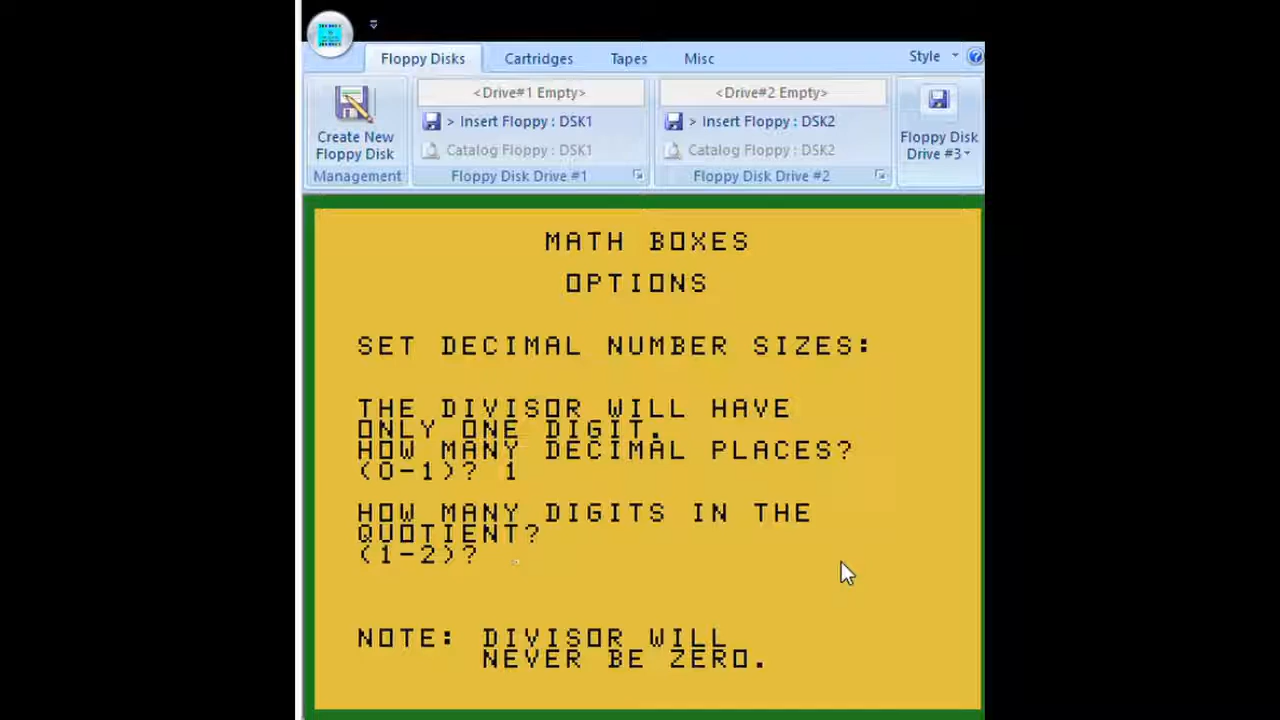 Floppy Disks Cartridges Tapes Misc Style
<Drive#1 Empty> <Drive#2 Empty>
> Insert Floppy : DSK1 > Insert Floppy : DSK2
Create New Floppy Disk
Floppy Disk Drive #3
Catalog Floppy : DSK1 Catalog Floppy : DSK2
Management Floppy Disk Drive #1 Floppy Disk Drive #2
MATH BOXES
OPTIONS
SET DECIMAL NUMBER SIZES:
THE DIVISOR WILL HAVE
ONLY ONE DIGIT.
HOW MANY DECIMAL PLACES?
(0-1)? 1
HOW MANY DIGITS IN THE
QUOTIENT?
(1-2)?
NOTE: DIVISOR WILL
NEVER BE ZERO.